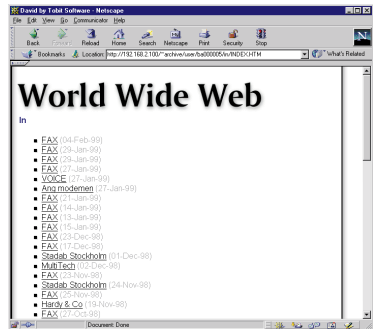 David by Tobit Software - Netscape
File Edit View Go Communicator Help
Back Forward Reload Home Search Netscape Print Security Stop
Bookmarks Location: http://192.168.2.100/~archive/user/ba000005/in/INDEX.HTM What's Related
World Wide Web
In
FAX (04-Feb-99)
FAX (29-Jan-99)
FAX (29-Jan-99)
FAX (27-Jan-99)
VOICE (27-Jan-99)
Ang modemen (27-Jan-99)
FAX (21-Jan-99)
FAX (14-Jan-99)
FAX (13-Jan-99)
FAX (15-Jan-99)
FAX (23-Dec-98)
FAX (17-Dec-98)
Stadab Stockholm (01-Dec-98)
MultiTech (02-Dec-98)
FAX (23-Nov-98)
Stadab Stockholm (24-Nov-98)
FAX (25-Nov-98)
Hardy & Co (19-Nov-98)
FAX (27-Oct-98)
Document: Done